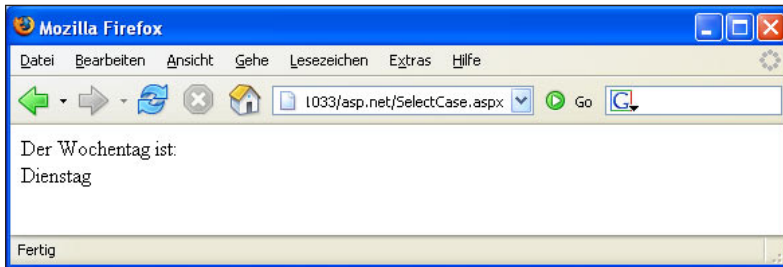 Mozilla Firefox
Datei Bearbeiten Ansicht Gehe Lesezeichen Extras Hilfe
1033/asp.net/SelectCase.aspx Go G
Der Wochentag ist:
Dienstag
Fertig